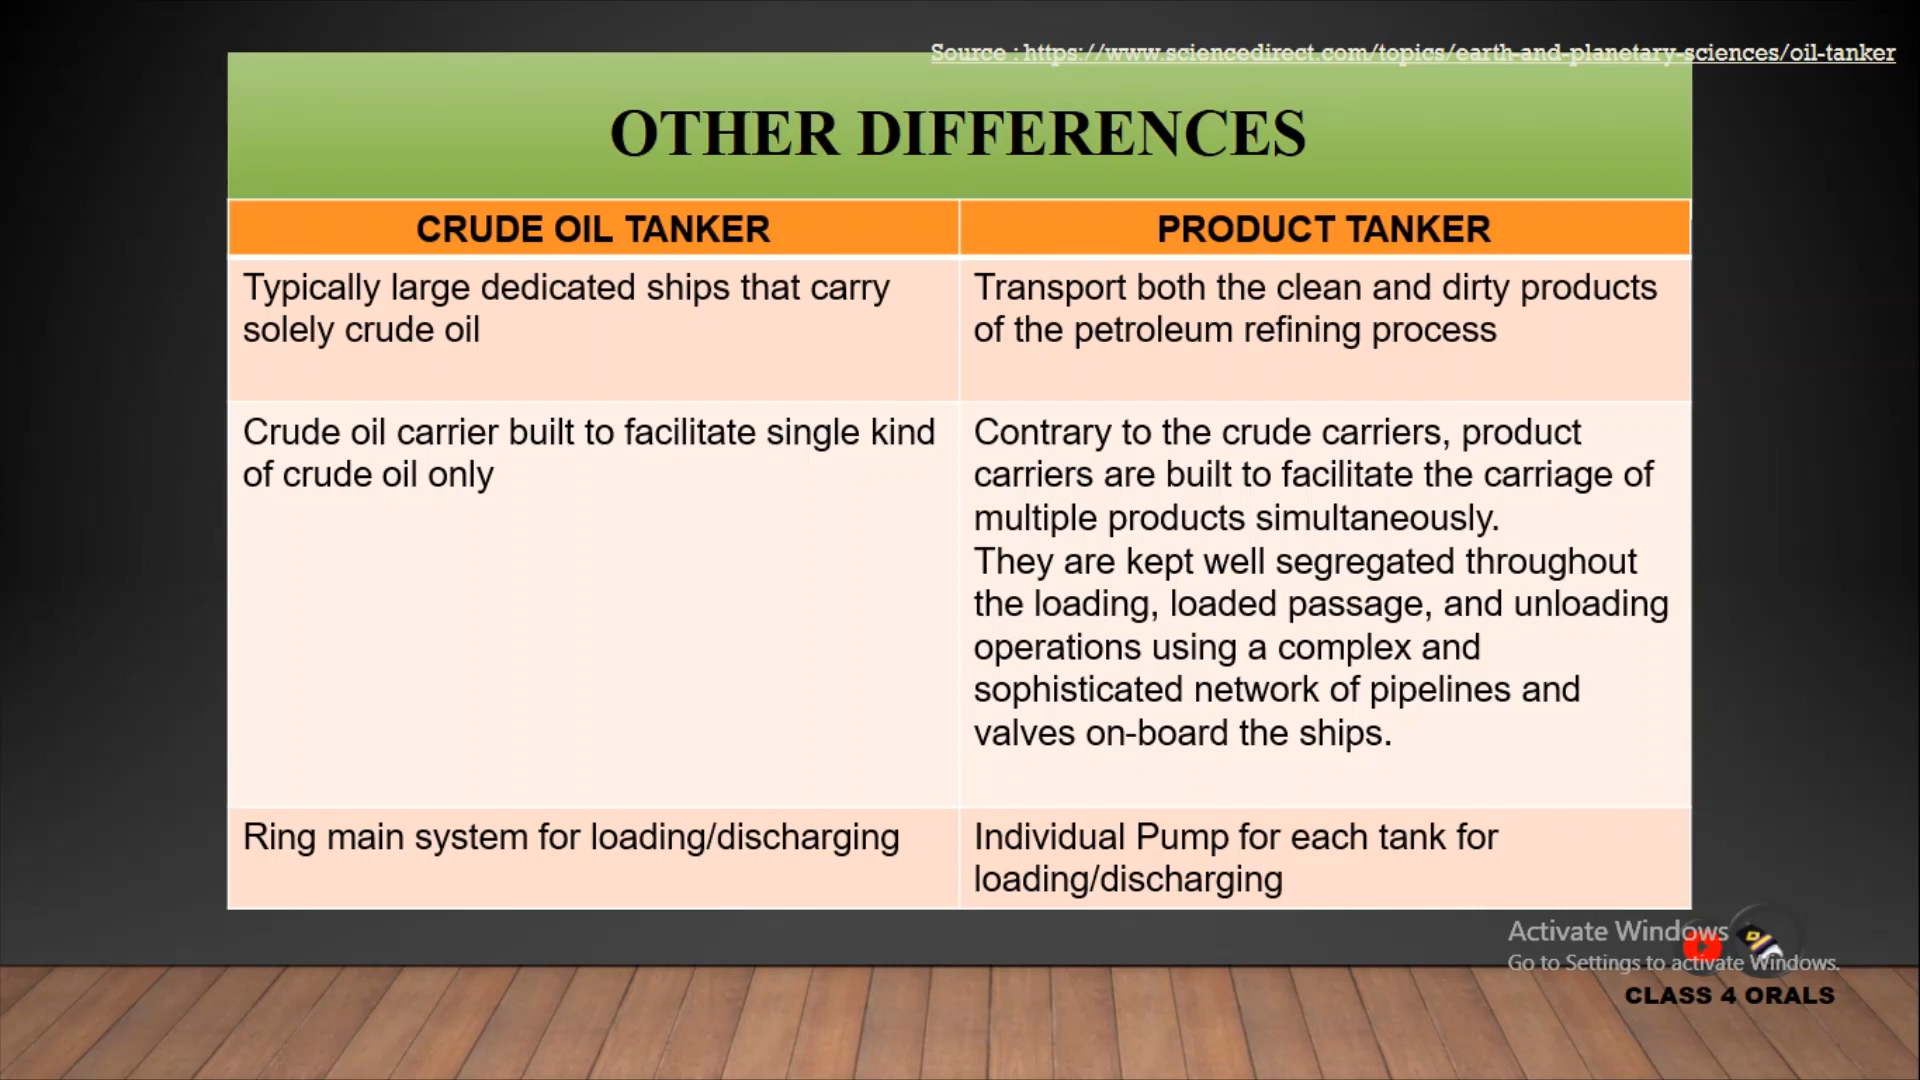 Source : https://www.sciencedirect.com/topics/earth-and-planetary-sciences/oil-tanker
OTHER DIFFERENCES
CRUDE OIL TANKER
PRODUCT TANKER
Typically large dedicated ships that carry
solely crude oil
Transport both the clean and dirty products
of the petroleum refining process
Crude oil carrier built to facilitate single kind
of crude oil only
Contrary to the crude carriers, product
carriers are built to facilitate the carriage of
multiple products simultaneously.
They are kept well segregated throughout
the loading, loaded passage, and unloading
operations using a complex and
sophisticated network of pipelines and
valves on-board the ships.
Ring main system for loading/discharging
Individual Pump for each tank for
loading/discharging
Activate Windows
Go to Settings to activate Windows.
CLASS 4 ORALS